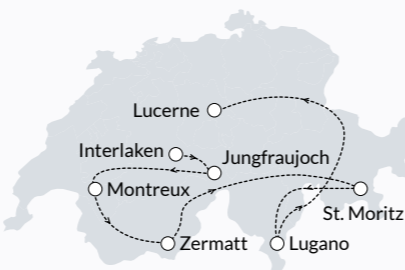 Lucerne
Interlaken
Jungfraujoch
Montreux
St. Moritz
Zermatt
Lugano